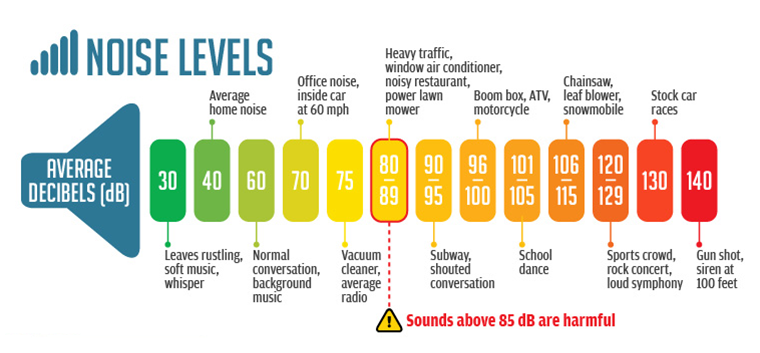 NOISE LEVELS
Heavy traffic,
window air conditioner,
noisy restaurant,
power lawn
mower
Average
home noise
Office noise,
inside car
at 60 mph
Boom box, ATV,
motorcycle
Chainsaw,
leaf blower,
snowmobile
Stock car
races
AVERAGE
DECIBELS (dB)
30
40
60
70
75
80
89
90
95
96
100
101
105
106
115
120
129
130
140
Leaves rustling,
soft music,
whisper
Normal
conversation,
background
music
Vacuum
cleaner,
average
radio
Subway,
shouted
conversation
School
dance
Sports crowd,
rock concert,
loud symphony
Gun shot,
siren at
100 feet
! Sounds above 85 dB are harmful